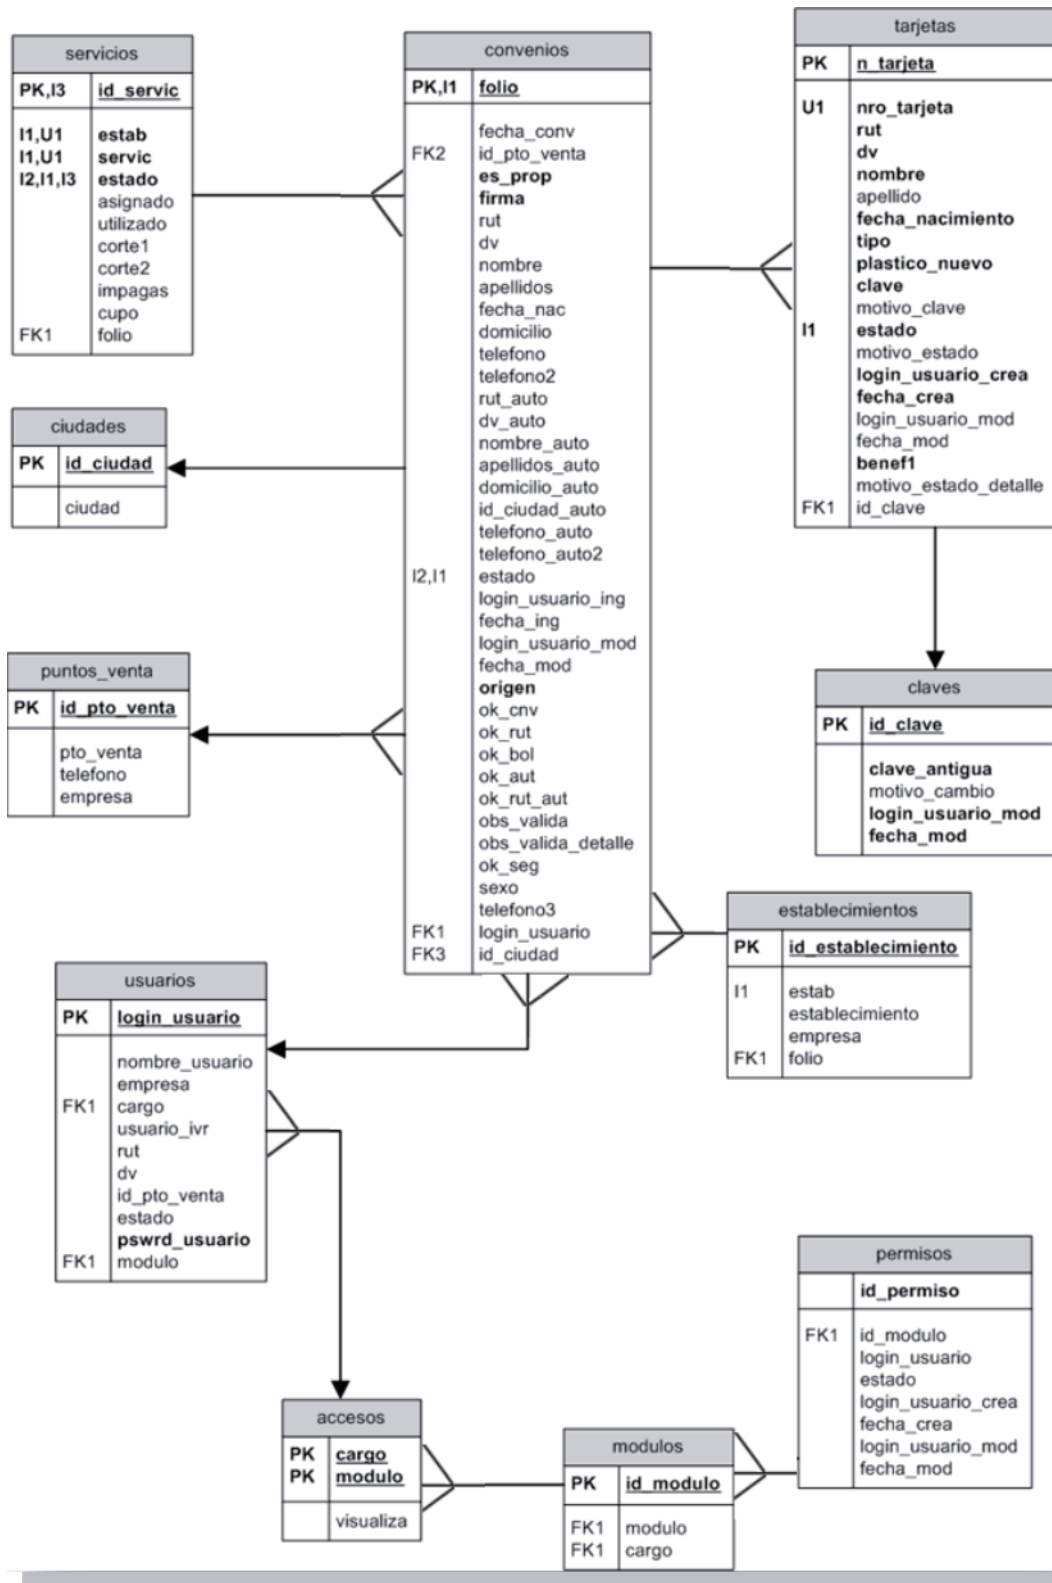 servicios
PK,I3 id_servic
I1,U1 estab
I1,U1 servic
I2,I1,I3 estado
asignado
utilizado
corte1
corte2
impagas
cupo
FK1 folio
convenios
PK,I1 folio
fecha_conv
FK2 id_pto_venta
es_prop
firma
rut
dv
nombre
apellidos
fecha_nac
domicilio
telefono
telefono2
rut_auto
dv_auto
nombre_auto
apellidos_auto
domicilio_auto
id_ciudad_auto
telefono_auto
telefono_auto2
I2,I1 estado
login_usuario_ing
fecha_ing
login_usuario_mod
fecha_mod
origen
ok_cnv
ok_rut
ok_bol
ok_aut
ok_rut_aut
obs_valida
obs_valida_detalle
ok_seg
sexo
telefono3
FK1 login_usuario
FK3 id_ciudad
tarjetas
PK n_tarjeta
U1 nro_tarjeta
rut
dv
nombre
apellido
fecha_nacimiento
tipo
plastico_nuevo
clave
motivo_clave
I1 estado
motivo_estado
login_usuario_crea
fecha_crea
login_usuario_mod
fecha_mod
benef1
motivo_estado_detalle
FK1 id_clave
ciudades
PK id_ciudad
ciudad
puntos_venta
PK id_pto_venta
pto_venta
telefono
empresa
claves
PK id_clave
clave_antigua
motivo_cambio
login_usuario_mod
fecha_mod
establecimientos
PK id_establecimiento
I1 estab
establecimiento
empresa
FK1 folio
usuarios
PK login_usuario
nombre_usuario
empresa
FK1 cargo
usuario_ivr
rut
dv
id_pto_venta
estado
pswrd_usuario
FK1 modulo
permisos
id_permiso
FK1 id_modulo
login_usuario
estado
login_usuario_crea
fecha_crea
login_usuario_mod
fecha_mod
accesos
PK cargo
PK modulo
visualiza
modulos
PK id_modulo
FK1 modulo
FK1 cargo